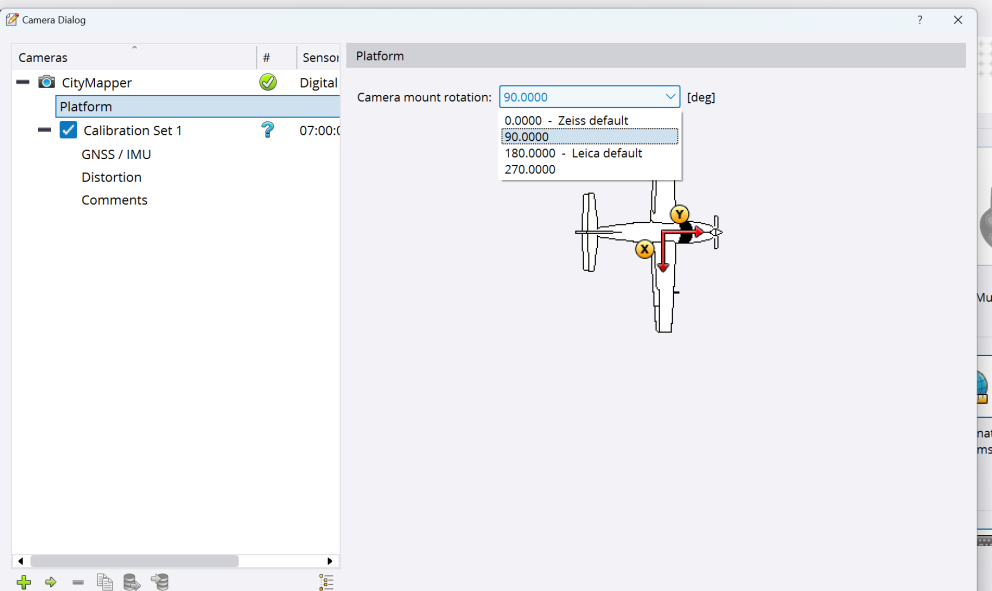 Camera Dialog
?
Cameras # Sensor
CityMapper Digital
Platform
Calibration Set 1 ? 07:00:0
GNSS / IMU
Distortion
Comments
Platform
Camera mount rotation: 90.0000 [deg]
0.0000 - Zeiss default
90.0000
180.0000 - Leica default
270.0000
Y
X
Mu
nat
ms